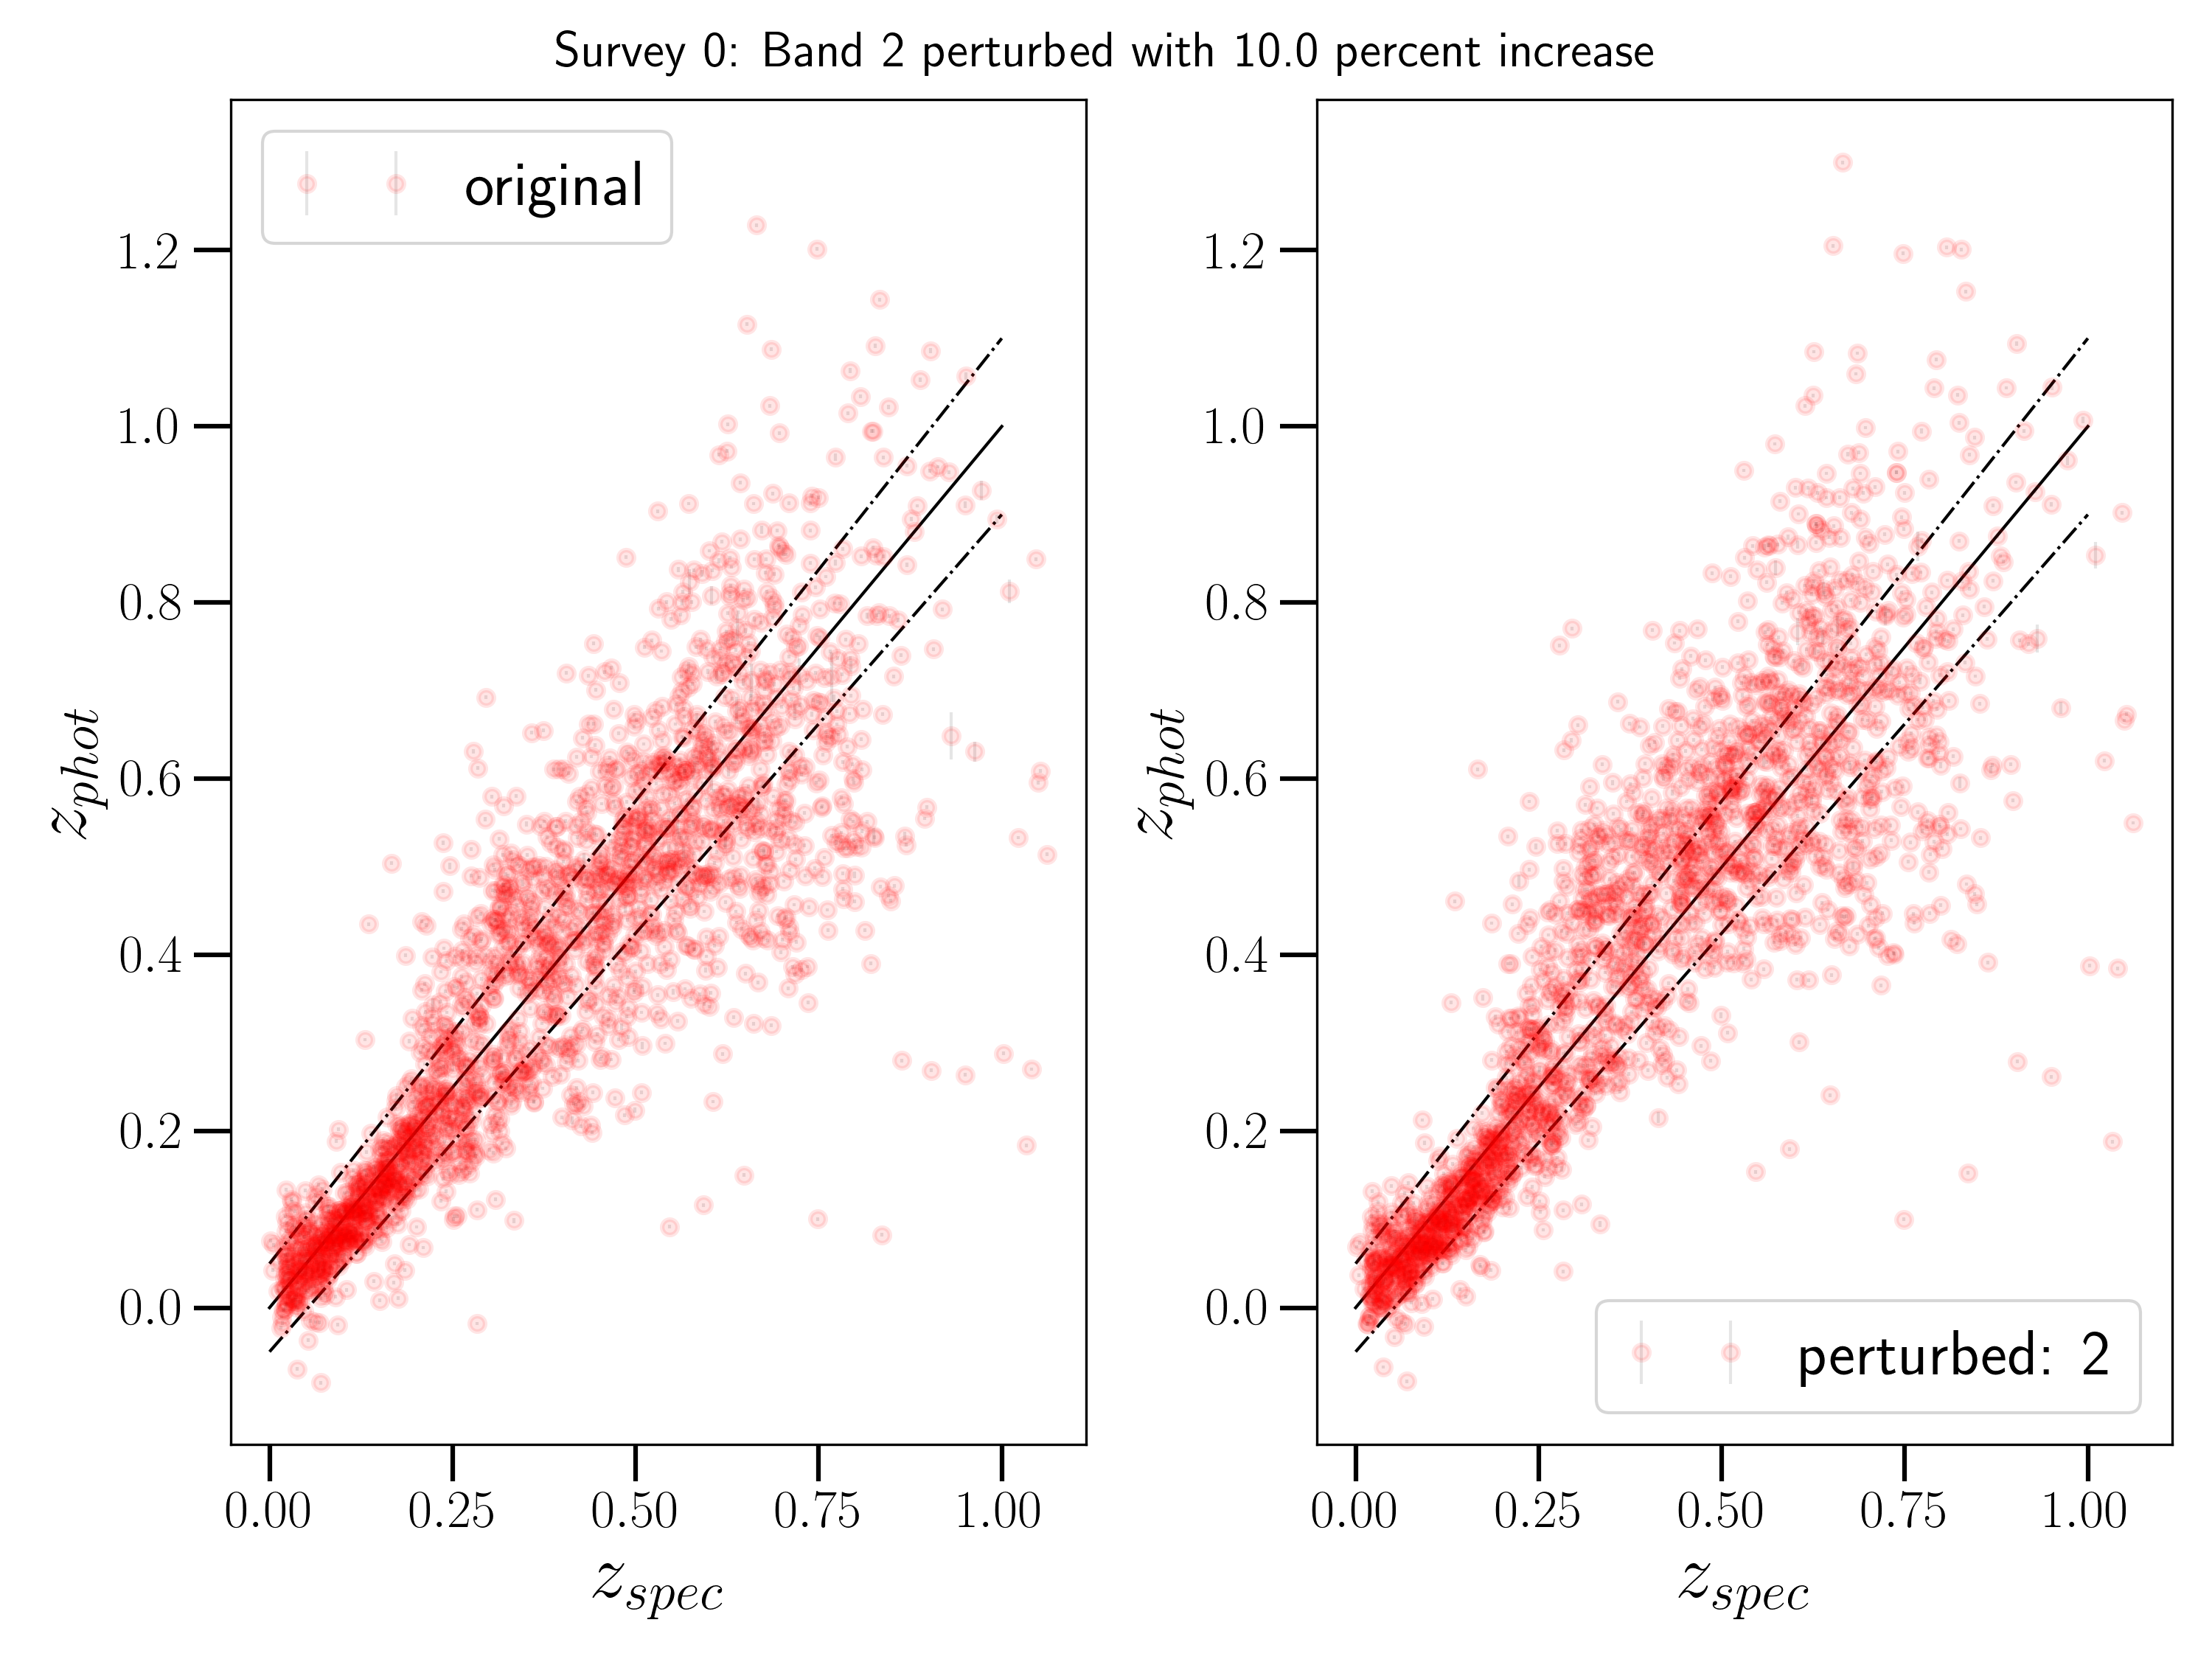 Survey 0: Band 2 perturbed with 10.0 percent increase
original
1.2
1.0
0.8
0.6
0.4
0.2
0.0
z_phot
0.00 0.25 0.50 0.75 1.00
z_spec
1.2
1.0
0.8
0.6
0.4
0.2
0.0
z_phot
perturbed: 2
0.00 0.25 0.50 0.75 1.00
z_spec